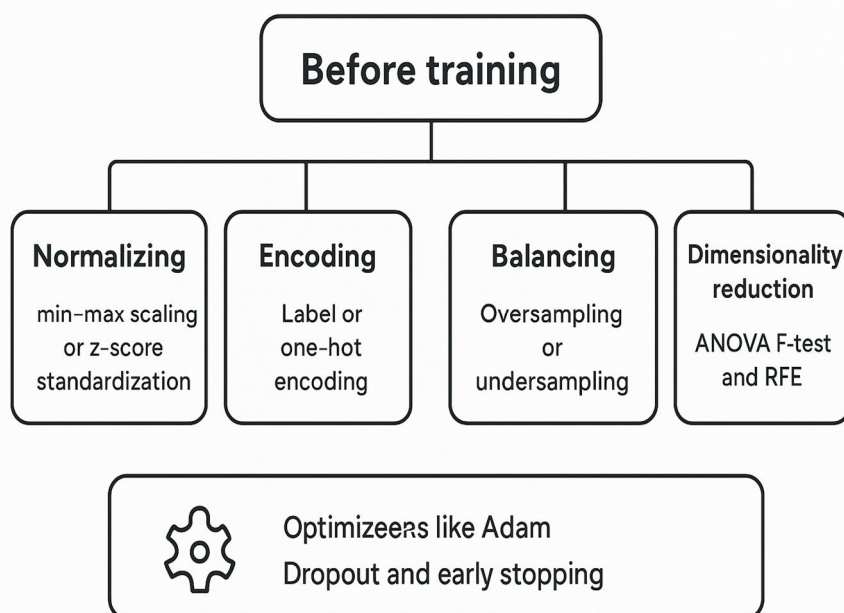 Before training
Normalizing
min-max scaling
or z-score
standardization
Encoding
Label or
one-hot
encoding
Balancing
Oversampling
or
undersampling
Dimensionality
reduction
ANOVA F-test
and RFE
Optimizeers like Adam
Dropout and early stopping